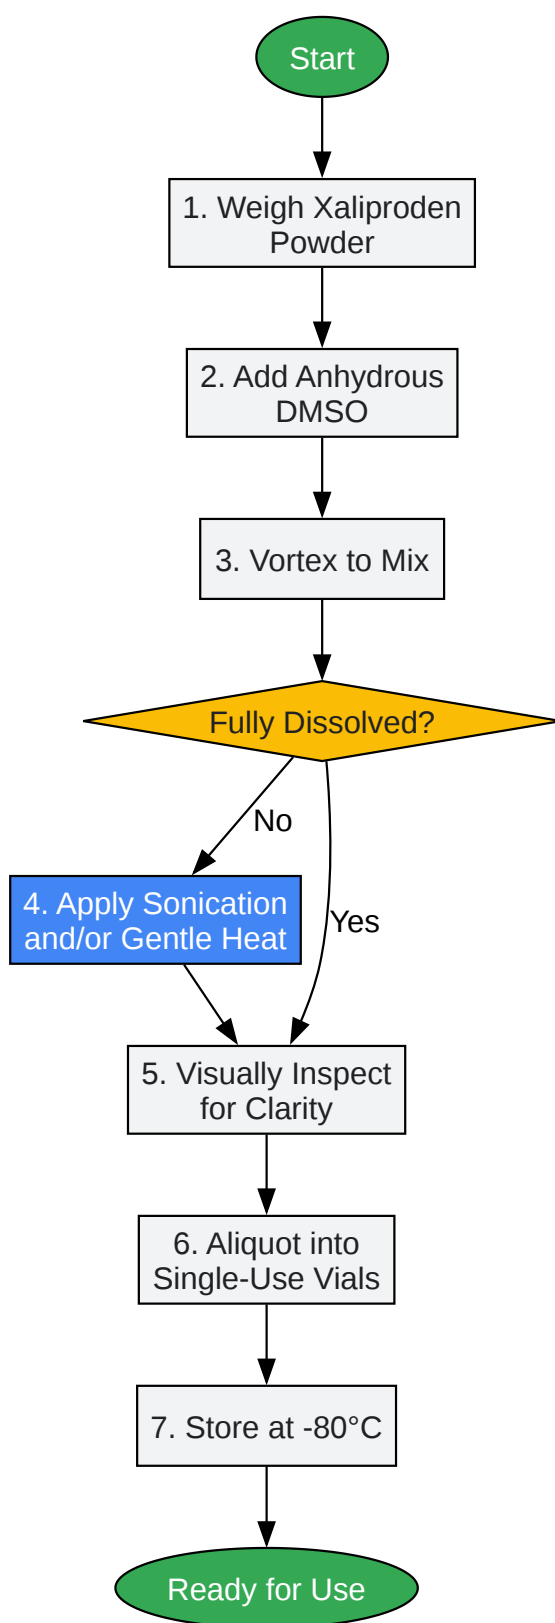 Start
1. Weigh Xaliproden
Powder
2. Add Anhydrous
DMSO
3. Vortex to Mix
Fully Dissolved?
No
4. Apply Sonication
and/or Gentle Heat
Yes
5. Visually Inspect
for Clarity
6. Aliquot into
Single-Use Vials
7. Store at -80°C
Ready for Use